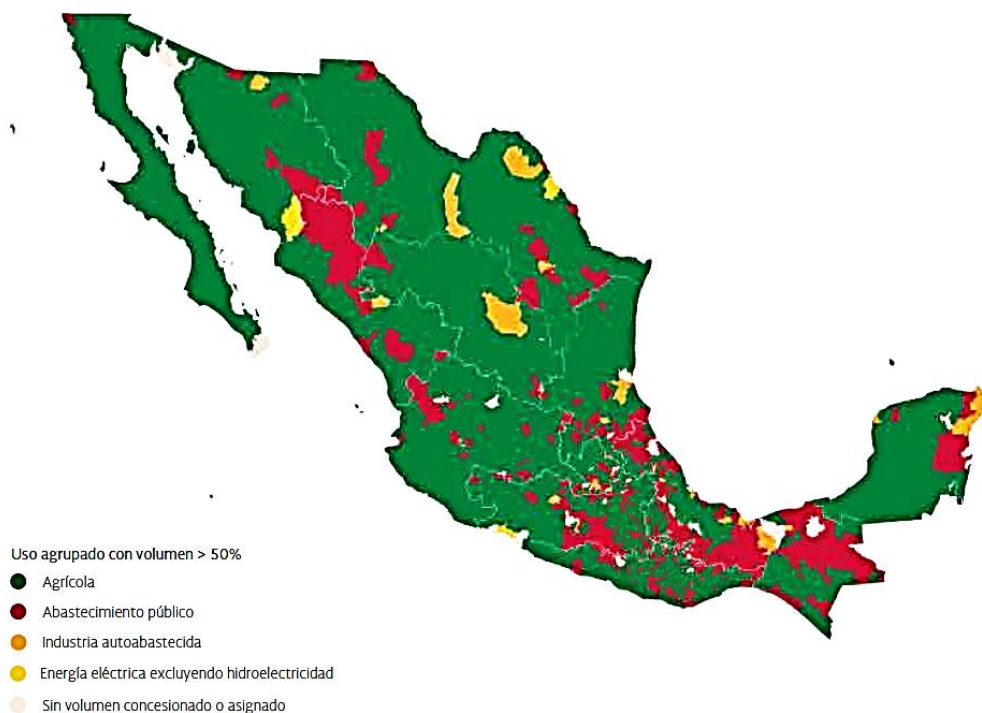 Uso agrupado con volumen > 50%
Agrícola
Abastecimiento público
Industria autoabastecida
Energía eléctrica excluyendo hidroelectricidad
Sin volumen concesionado o asignado